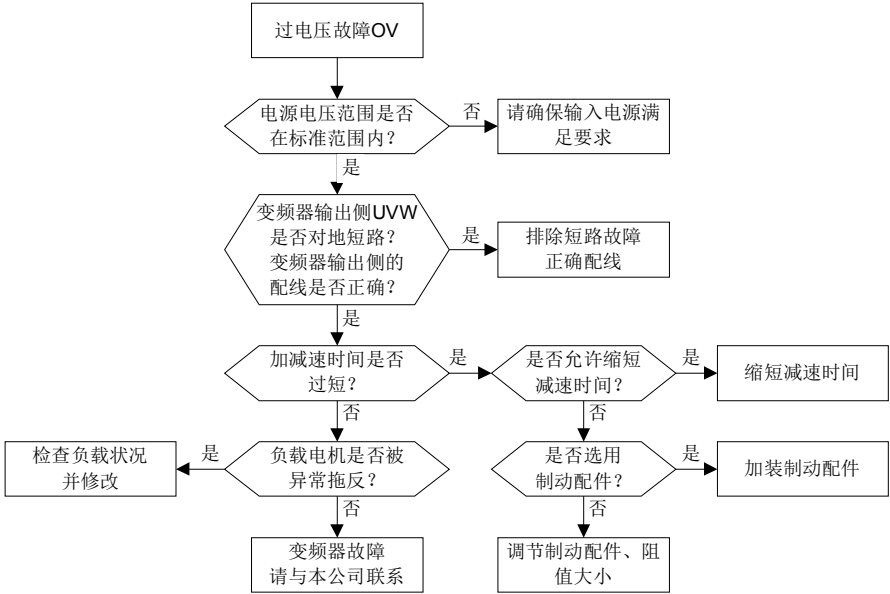 过电压故障OV
电源电压范围是否
在标准范围内？
否
请确保输入电源满
足要求
是
变频器输出侧UVW
是否对地短路？
变频器输出侧的
配线是否正确？
是
排除短路故障
正确配线
是
加减速时间是否
过短？
是
是否允许缩短
减速时间？
是
缩短减速时间
否
否
检查负载状况
并修改
是
负载电机是否被
异常拖反？
是否选用
制动配件？
是
加装制动配件
否
否
变频器故障
请与本公司联系
调节制动配件、阻
值大小